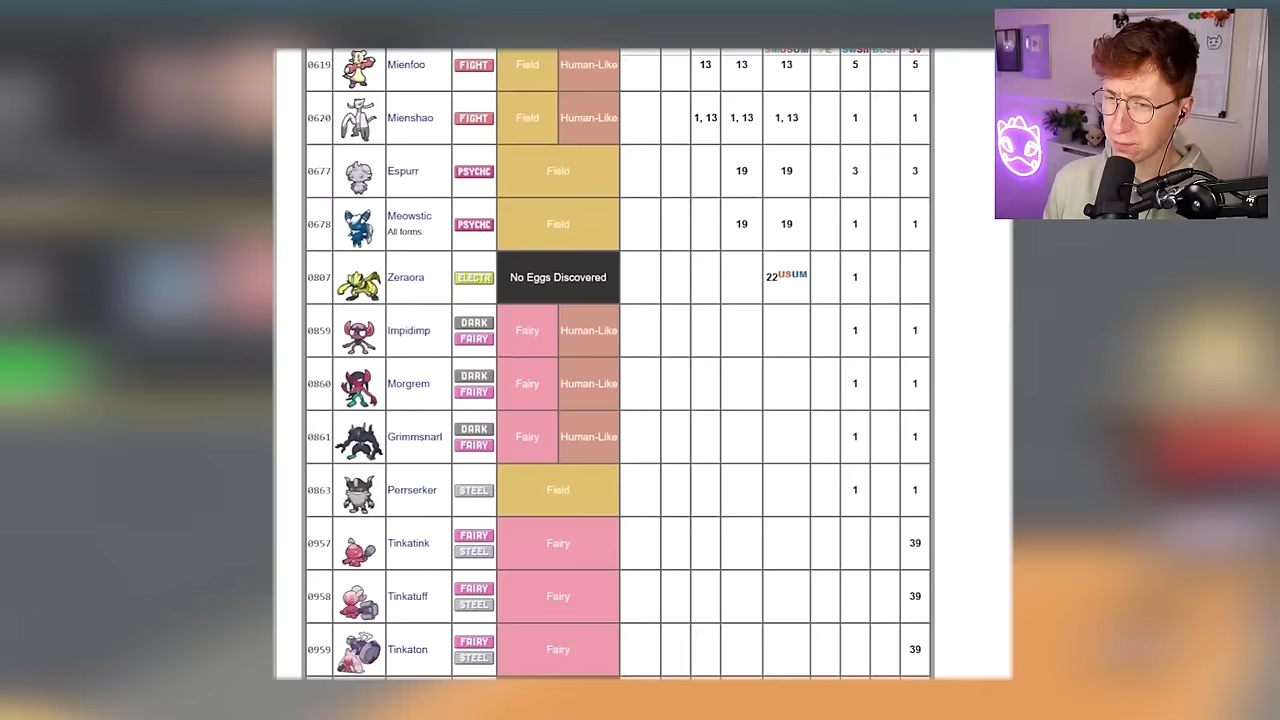 SMUSUM PE SwSh BDSP SV
0619 Mienfoo FIGHT Field Human-Like 13 13 13 5 5
0620 Mienshao FIGHT Field Human-Like 1, 13 1, 13 1, 13 1 1
0677 Espurr PSYCHC Field 19 19 3 3
0678 Meowstic All forms PSYCHC Field 19 19 1 1
0807 Zeraora ELECTR No Eggs Discovered 22USUM 1
0859 Impidimp DARK FAIRY Fairy Human-Like 1 1
0860 Morgrem DARK FAIRY Fairy Human-Like 1 1
0861 Grimmsnarl DARK FAIRY Fairy Human-Like 1 1
0863 Perrserker STEEL Field 1 1
0957 Tinkatink FAIRY STEEL Fairy 39
0958 Tinkatuff FAIRY STEEL Fairy 39
0959 Tinkaton FAIRY STEEL Fairy 39